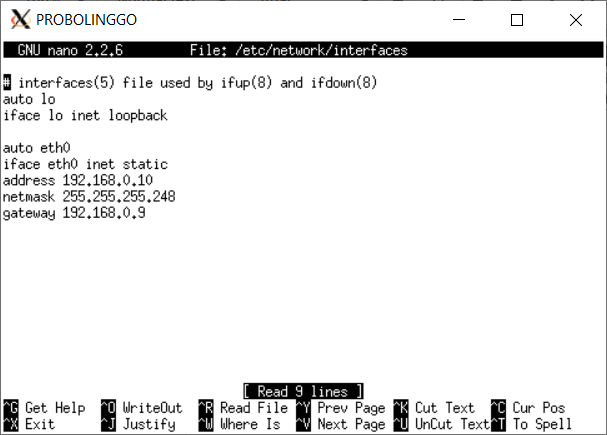 PROBOLINGGO
GNU nano 2.2.6 File: /etc/network/interfaces
# interfaces(5) file used by ifup(8) and ifdown(8)
auto lo
iface lo inet loopback
auto eth0
iface eth0 inet static
address 192.168.0.10
netmask 255.255.255.248
gateway 192.168.0.9
[ Read 9 lines ]
^G Get Help ^O WriteOut ^R Read File ^Y Prev Page ^K Cut Text ^C Cur Pos
^X Exit ^J Justify ^W Where Is ^V Next Page ^U UnCut Text ^T To Spell